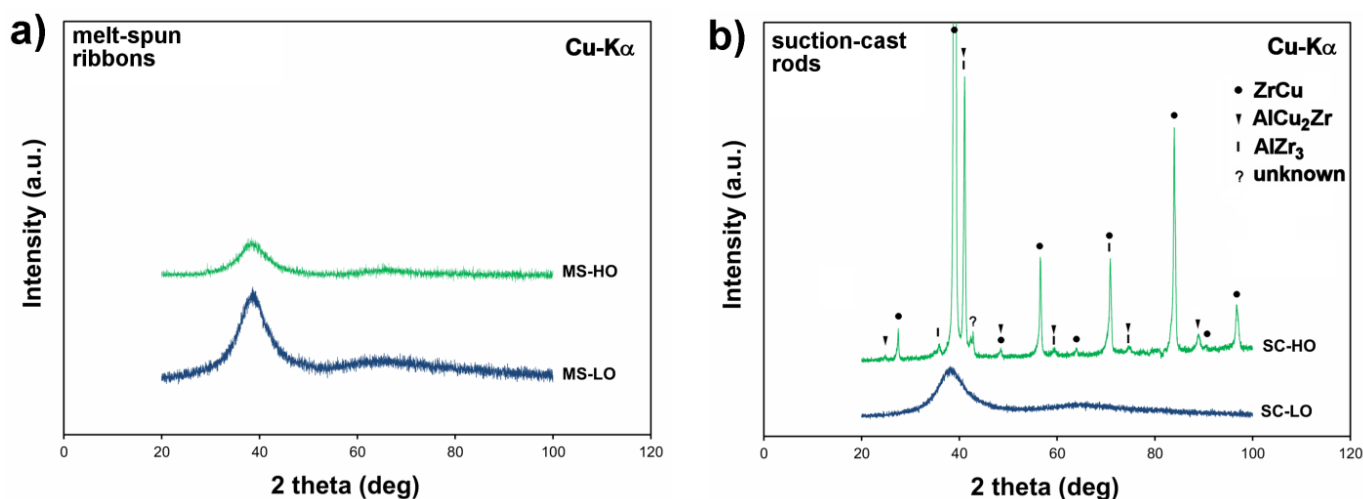 a)
melt-spun
ribbons
Cu-Kα
Intensity (a.u.)
MS-HO
MS-LO
0 20 40 60 80 100 120
2 theta (deg)
b)
suction-cast
rods
Cu-Kα
ZrCu
AlCu2Zr
AlZr3
? unknown
?
Intensity (a.u.)
SC-HO
SC-LO
0 20 40 60 80 100 120
2 theta (deg)